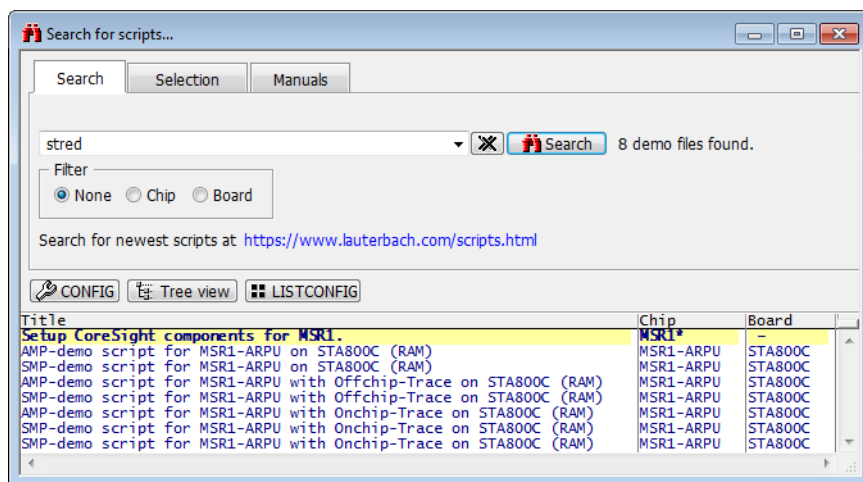 Search for scripts...
Search Selection Manuals
stred Search 8 demo files found.
Filter
None Chip Board
Search for newest scripts at https://www.lauterbach.com/scripts.html
CONFIG Tree view LISTCONFIG
Title Chip Board
Setup CoreSight components for MSR1. MSR1* -
AMP-demo script for MSR1-ARPU on STA800C (RAM) MSR1-ARPU STA800C
SMP-demo script for MSR1-ARPU on STA800C (RAM) MSR1-ARPU STA800C
AMP-demo script for MSR1-ARPU with Offchip-Trace on STA800C (RAM) MSR1-ARPU STA800C
SMP-demo script for MSR1-ARPU with Offchip-Trace on STA800C (RAM) MSR1-ARPU STA800C
AMP-demo script for MSR1-ARPU with Onchip-Trace on STA800C (RAM) MSR1-ARPU STA800C
SMP-demo script for MSR1-ARPU with Onchip-Trace on STA800C (RAM) MSR1-ARPU STA800C
SMP-demo script for MSR1-ARPU with Onchip-Trace on STA800C (RAM) MSR1-ARPU STA800C